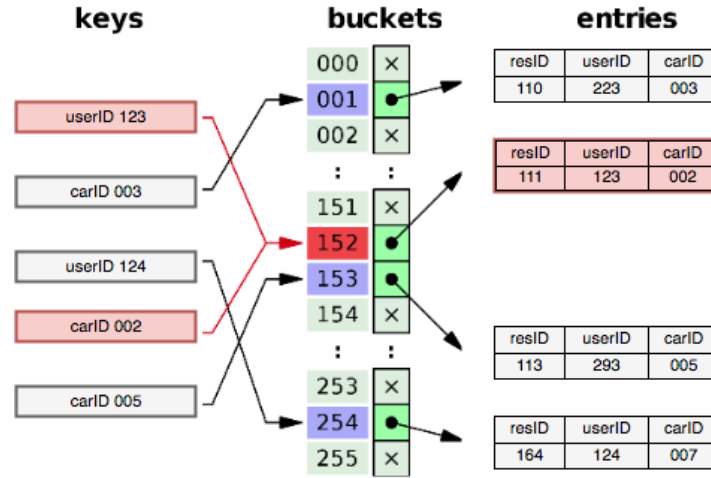 keys
buckets
entries
userID 123
carID 003
userID 124
carID 002
carID 005
000 ×
001
002 ×
: :
151 ×
152
153
154 ×
: :
253 ×
254
255 ×
resID userID carID
110 223 003
resID userID carID
111 123 002
resID userID carID
113 293 005
resID userID carID
164 124 007